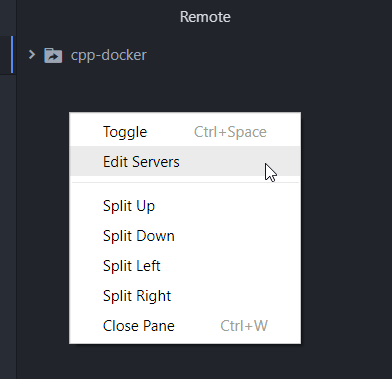 Remote
cpp-docker
Toggle Ctrl+Space
Edit Servers
Split Up
Split Down
Split Left
Split Right
Close Pane Ctrl+W